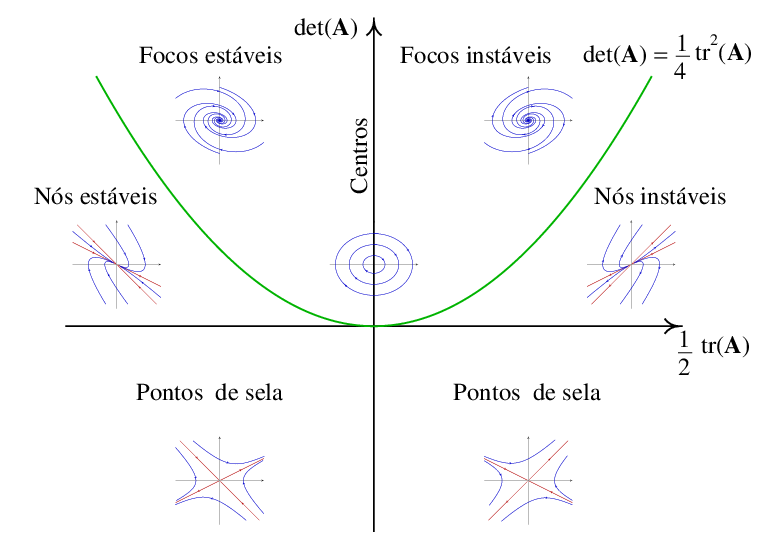 det(A)
Focos estáveis
Focos instáveis
det(A) = 1/4 tr²(A)
Centros
Nós estáveis
Nós instáveis
1/2 tr(A)
Pontos de sela
Pontos de sela